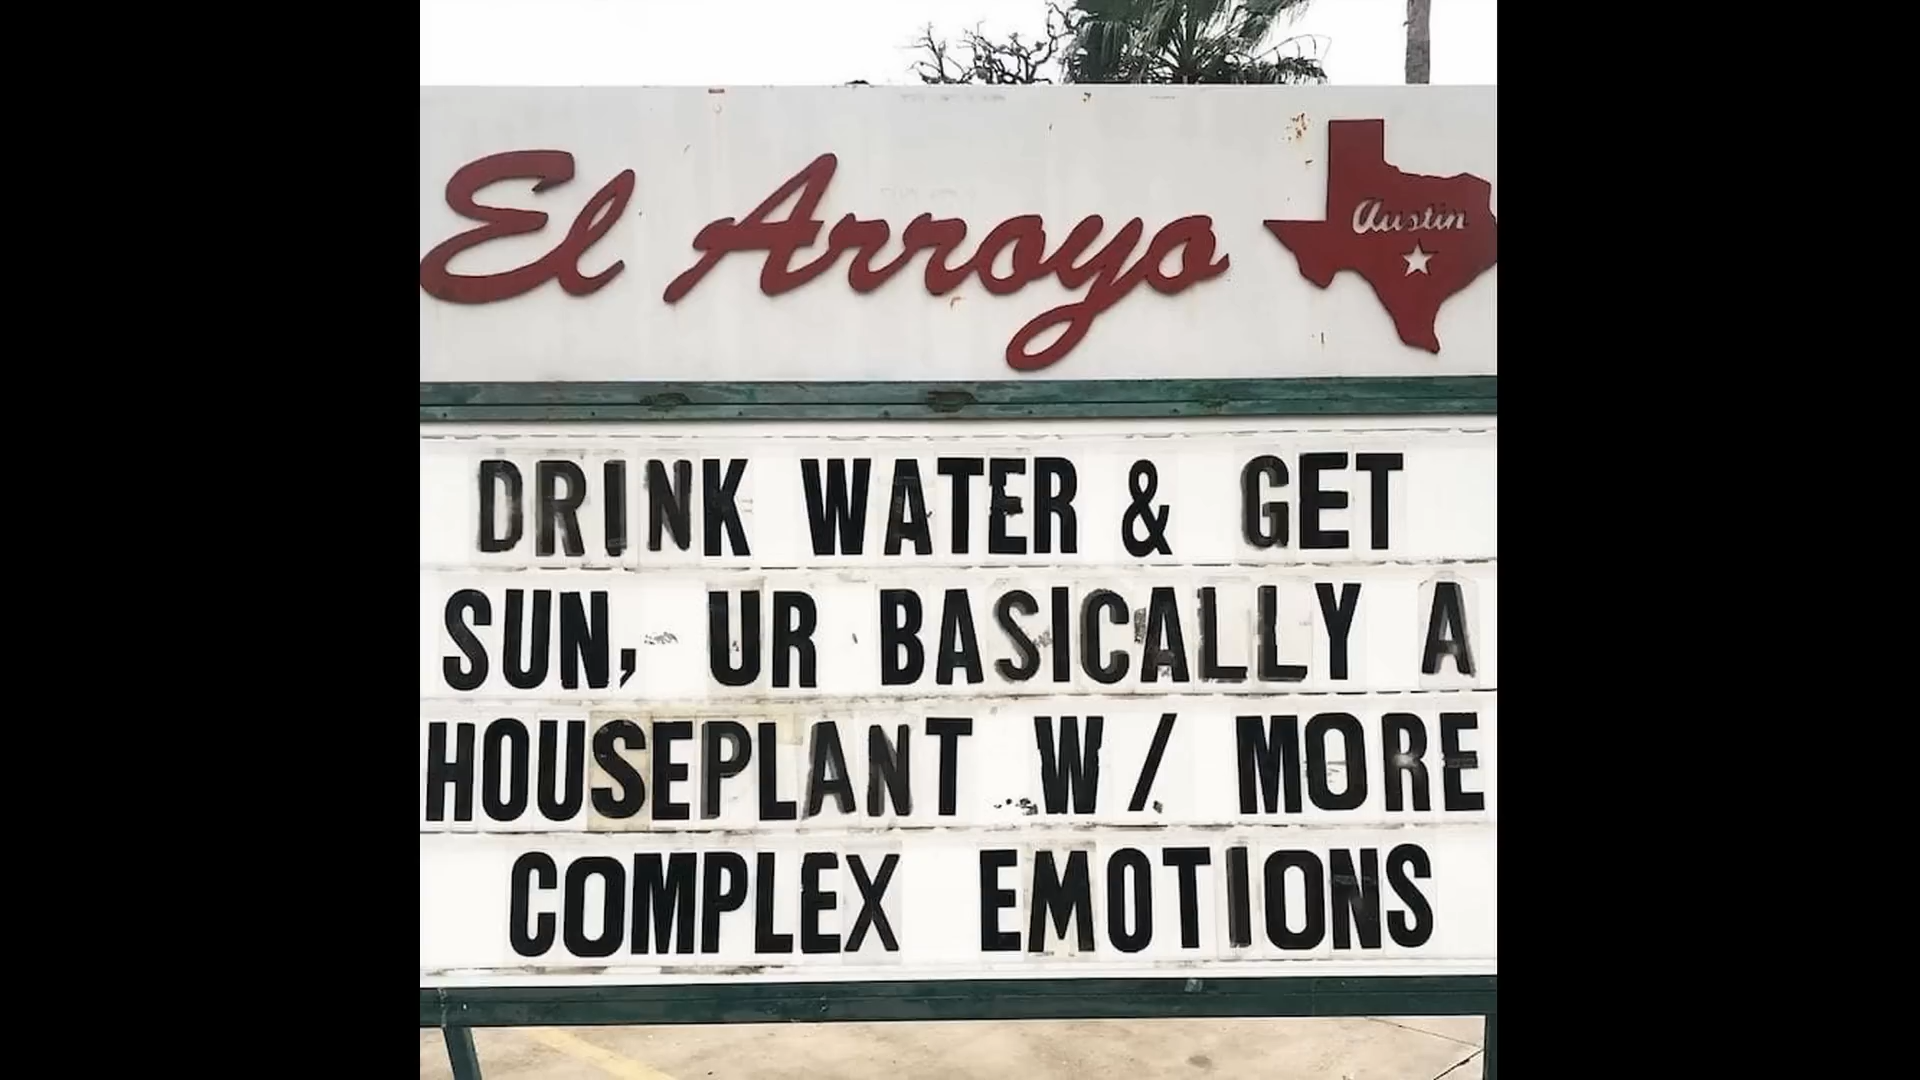 El Arroyo
Austin
DRINK WATER & GET
SUN, UR BASICALLY A
HOUSEPLANT W/ MORE
COMPLEX EMOTIONS